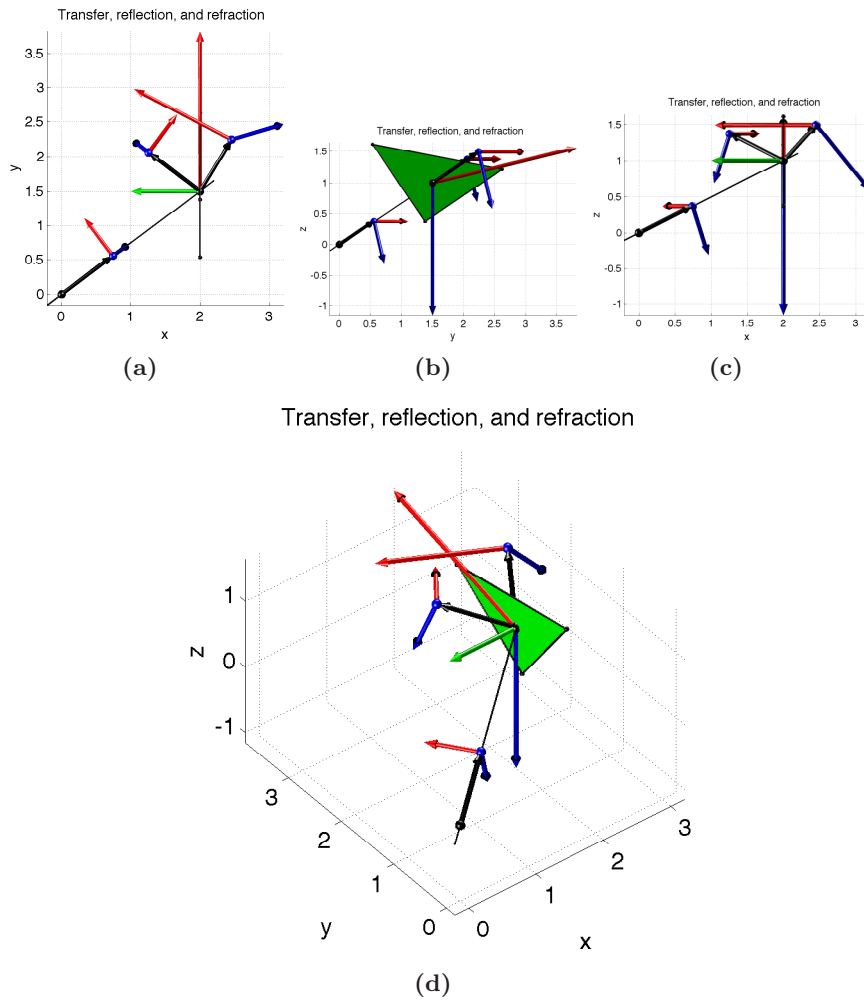 Transfer, reflection, and refraction
3.5
3
2.5
2
1.5
1
0.5
0
y
0 1 2 3
x
(a)
Transfer, reflection, and refraction
1.5
1
0.5
0
-0.5
-1
z
0 0.5 1 1.5 2 2.5 3 3.5
y
(b)
Transfer, reflection, and refraction
1.5
1
0.5
0
-0.5
-1
z
0 0.5 1 1.5 2 2.5 3
x
(c)
Transfer, reflection, and refraction
1
0
-1
z
3
2
1
0
y
0
1
2
3
x
(d)